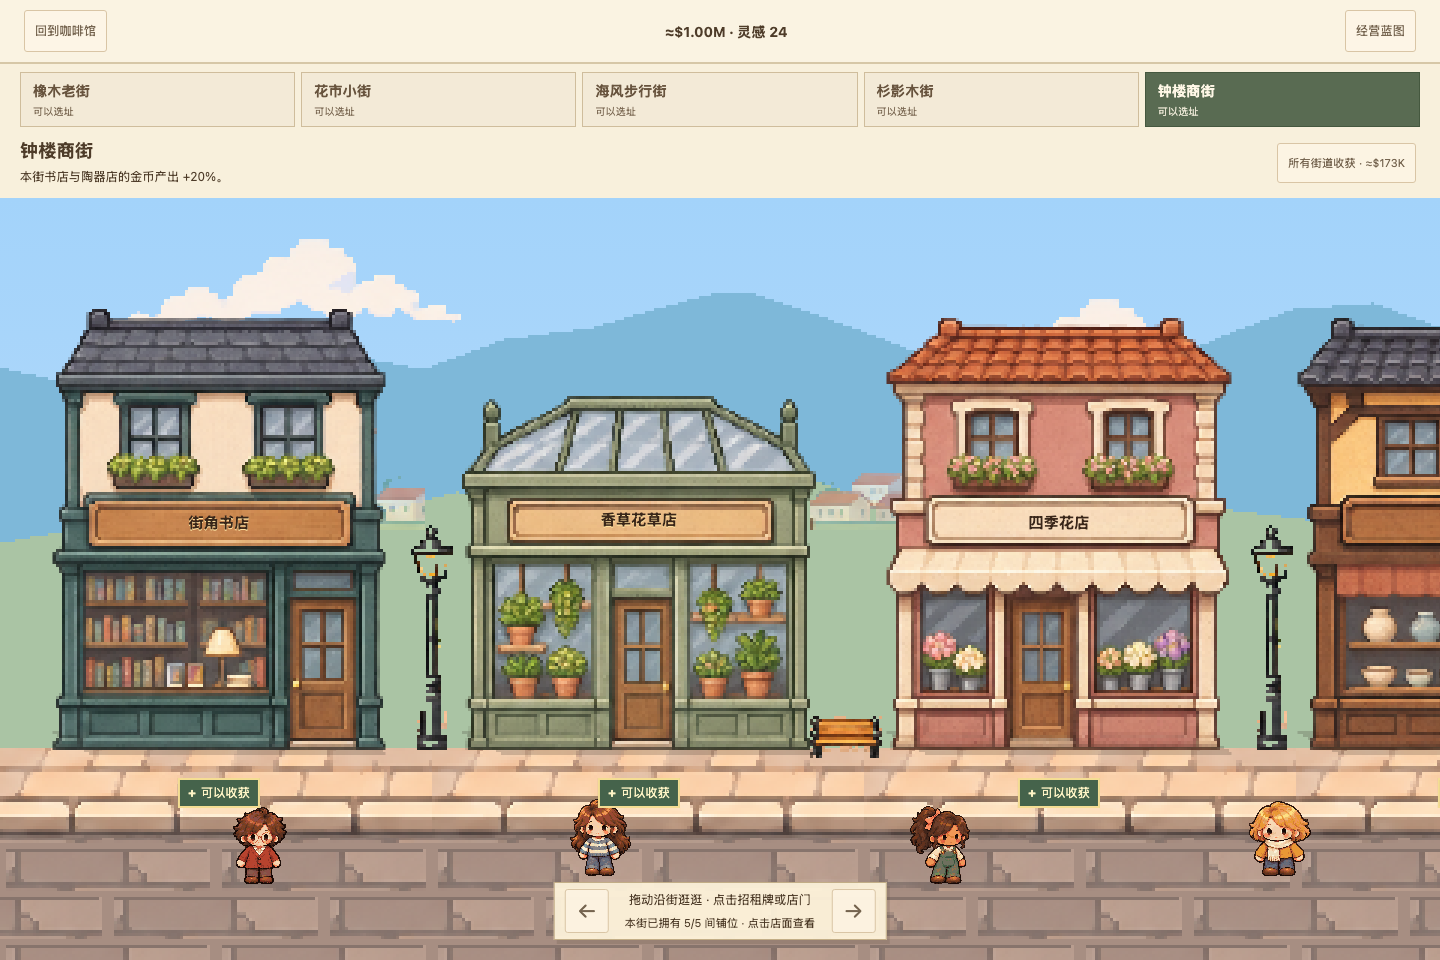 回到咖啡馆
≈$1.00M · 灵感 24
经营蓝图
橡木老街
可以选址
花市小街
可以选址
海风步行街
可以选址
杉影木街
可以选址
钟楼商街
可以选址
钟楼商街
本街书店与陶器店的金币产出 +20%。
所有街道收获 · ≈$173K
街角书店
香草花草店
四季花店
+ 可以收获
+ 可以收获
+ 可以收获
拖动沿街逛逛 · 点击招租牌或店门
本街已拥有 5/5 间铺位 · 点击店面查看